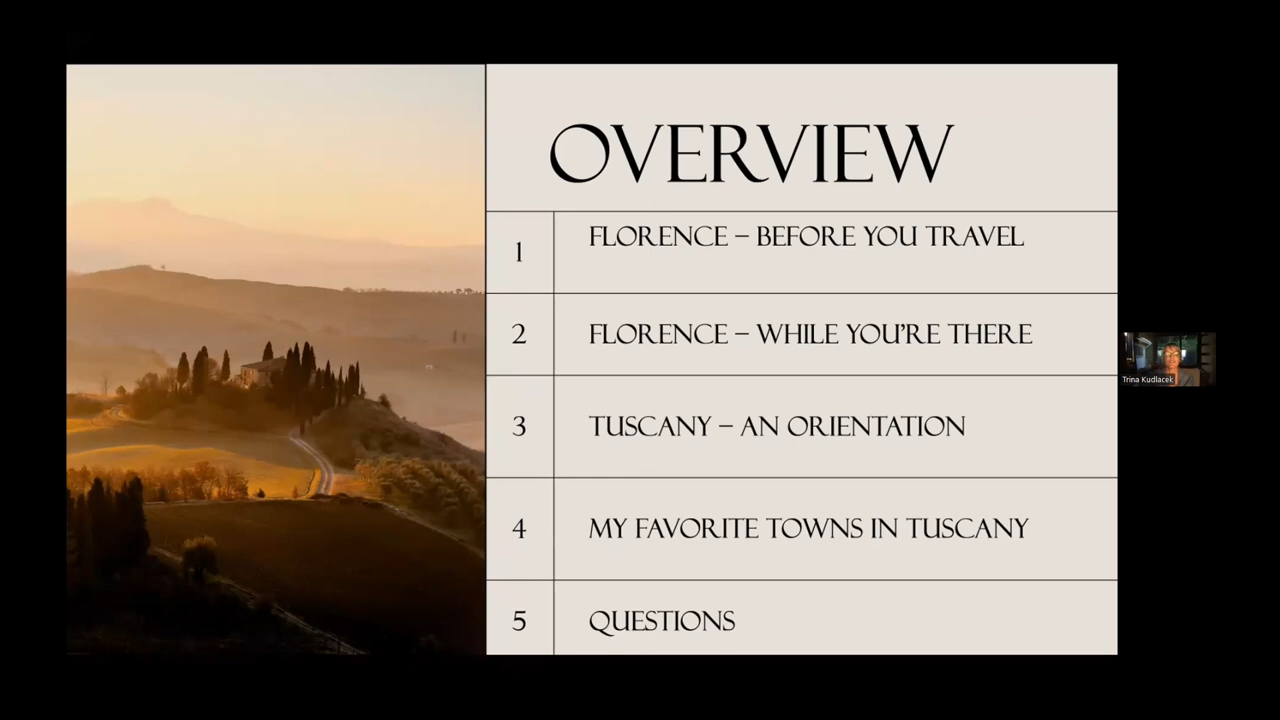 OVERVIEW
1
FLORENCE – BEFORE YOU TRAVEL
2
FLORENCE – WHILE YOU'RE THERE
3
TUSCANY – AN ORIENTATION
4
MY FAVORITE TOWNS IN TUSCANY
5
QUESTIONS
Trina Kudlacek